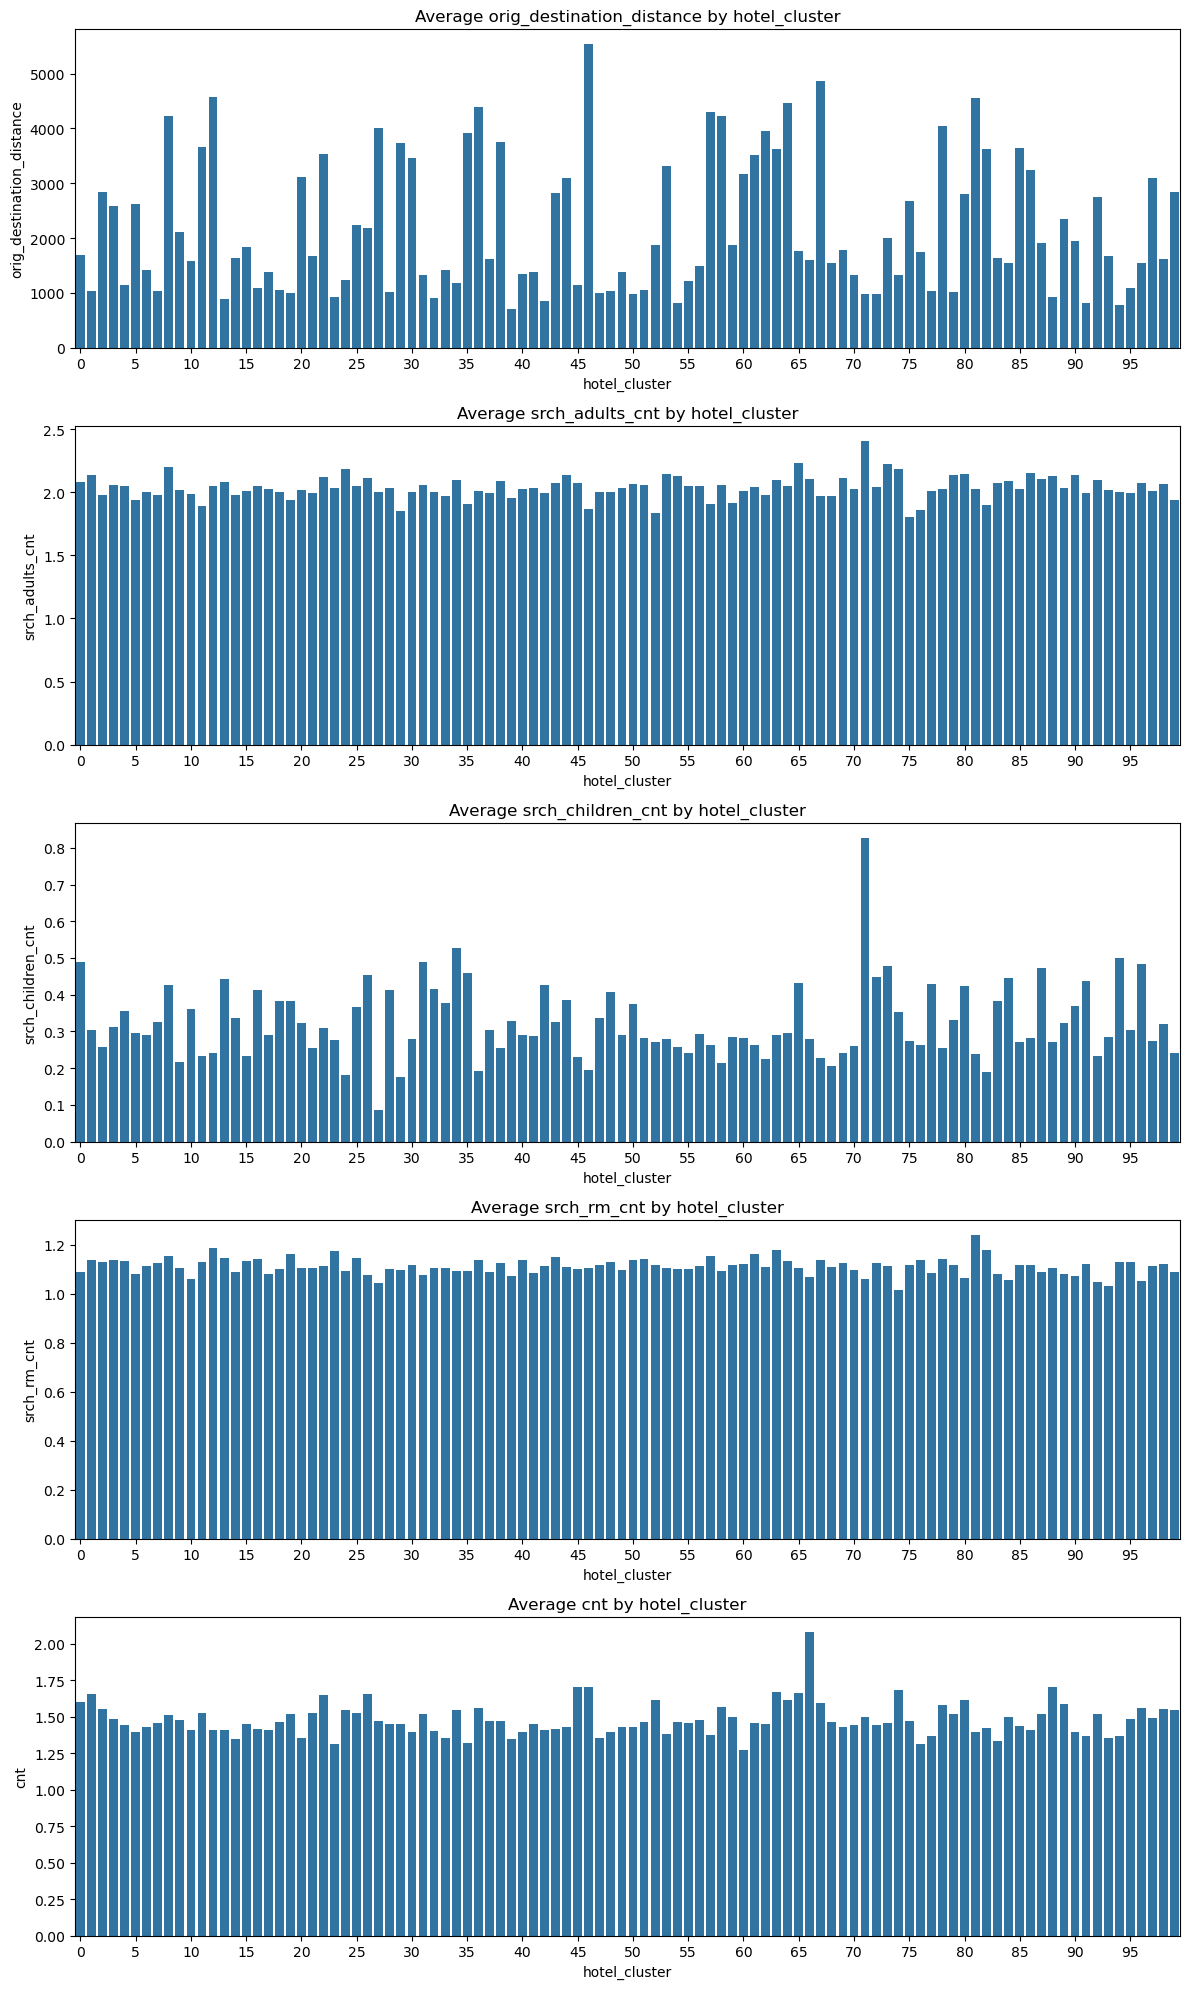 Average orig_destination_distance by hotel_cluster
orig_destination_distance
5000
4000
3000
2000
1000
0
0 5 10 15 20 25 30 35 40 45 50 55 60 65 70 75 80 85 90 95
hotel_cluster
Average srch_adults_cnt by hotel_cluster
srch_adults_cnt
2.5
2.0
1.5
1.0
0.5
0.0
0 5 10 15 20 25 30 35 40 45 50 55 60 65 70 75 80 85 90 95
hotel_cluster
Average srch_children_cnt by hotel_cluster
srch_children_cnt
0.8
0.7
0.6
0.5
0.4
0.3
0.2
0.1
0.0
0 5 10 15 20 25 30 35 40 45 50 55 60 65 70 75 80 85 90 95
hotel_cluster
Average srch_rm_cnt by hotel_cluster
srch_rm_cnt
1.2
1.0
0.8
0.6
0.4
0.2
0.0
0 5 10 15 20 25 30 35 40 45 50 55 60 65 70 75 80 85 90 95
hotel_cluster
Average cnt by hotel_cluster
cnt
2.00
1.75
1.50
1.25
1.00
0.75
0.50
0.25
0.00
0 5 10 15 20 25 30 35 40 45 50 55 60 65 70 75 80 85 90 95
hotel_cluster